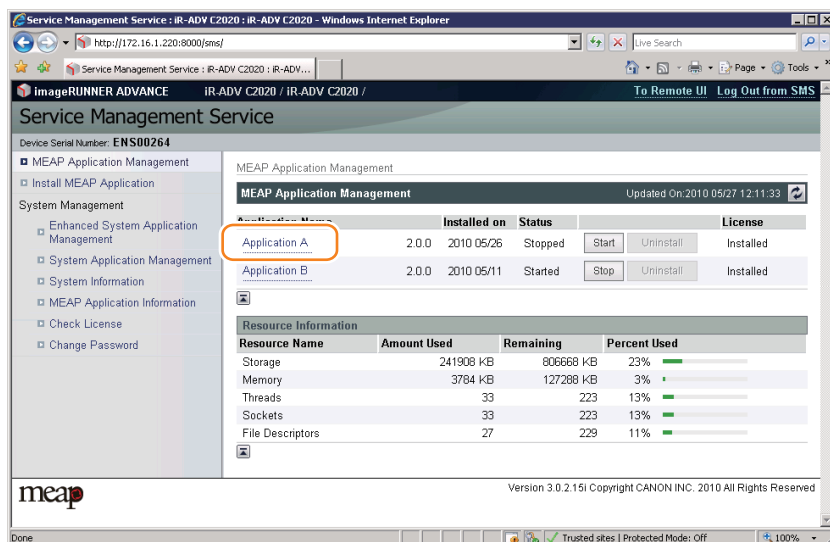 Service Management Service : iR-ADV C2020 : iR-ADV C2020 - Windows Internet Explorer
http://172.16.1.220:8000/sms/
Live Search
Service Management Service : iR-ADV C2020 : iR-ADV...
Page
Tools
imageRUNNER ADVANCE iR-ADV C2020 / iR-ADV C2020 /
To Remote UI Log Out from SMS
Service Management Service
Device Serial Number: ENS00264
MEAP Application Management
Install MEAP Application
System Management
Enhanced System Application
Management
System Application Management
System Information
MEAP Application Information
Check License
Change Password
MEAP Application Management
MEAP Application Management Updated On:2010 05/27 12:11:33
Application Name Installed on Status License
Application A 2.0.0 2010 05/26 Stopped Start Uninstall Installed
Application B 2.0.0 2010 05/11 Started Stop Uninstall Installed
Resource Information
Resource Name Amount Used Remaining Percent Used
Storage 241908 KB 806668 KB 23%
Memory 3784 KB 127288 KB 3%
Threads 33 223 13%
Sockets 33 223 13%
File Descriptors 27 229 11%
meap
Version 3.0.2.15i Copyright CANON INC. 2010 All Rights Reserved
Done
Trusted sites | Protected Mode: Off
100%